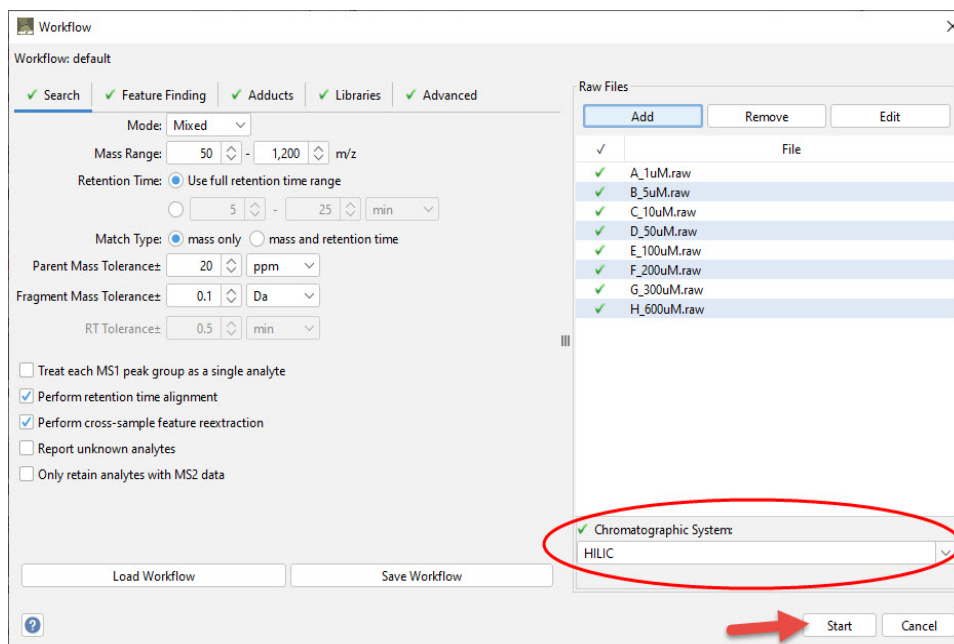 Workflow
Workflow: default
Search Feature Finding Adducts Libraries Advanced
Mode: Mixed
Mass Range: 50 - 1,200 m/z
Retention Time: Use full retention time range
5 - 25 min
Match Type: mass only mass and retention time
Parent Mass Tolerance± 20 ppm
Fragment Mass Tolerance± 0.1 Da
RT Tolerance± 0.5 min
Treat each MS1 peak group as a single analyte
Perform retention time alignment
Perform cross-sample feature reextraction
Report unknown analytes
Only retain analytes with MS2 data
Load Workflow Save Workflow
Raw Files
Add Remove Edit
✓ File
A_1uM.raw
B_5uM.raw
C_10uM.raw
D_50uM.raw
E_100uM.raw
F_200uM.raw
G_300uM.raw
H_600uM.raw
Chromatographic System:
HILIC
? Start Cancel